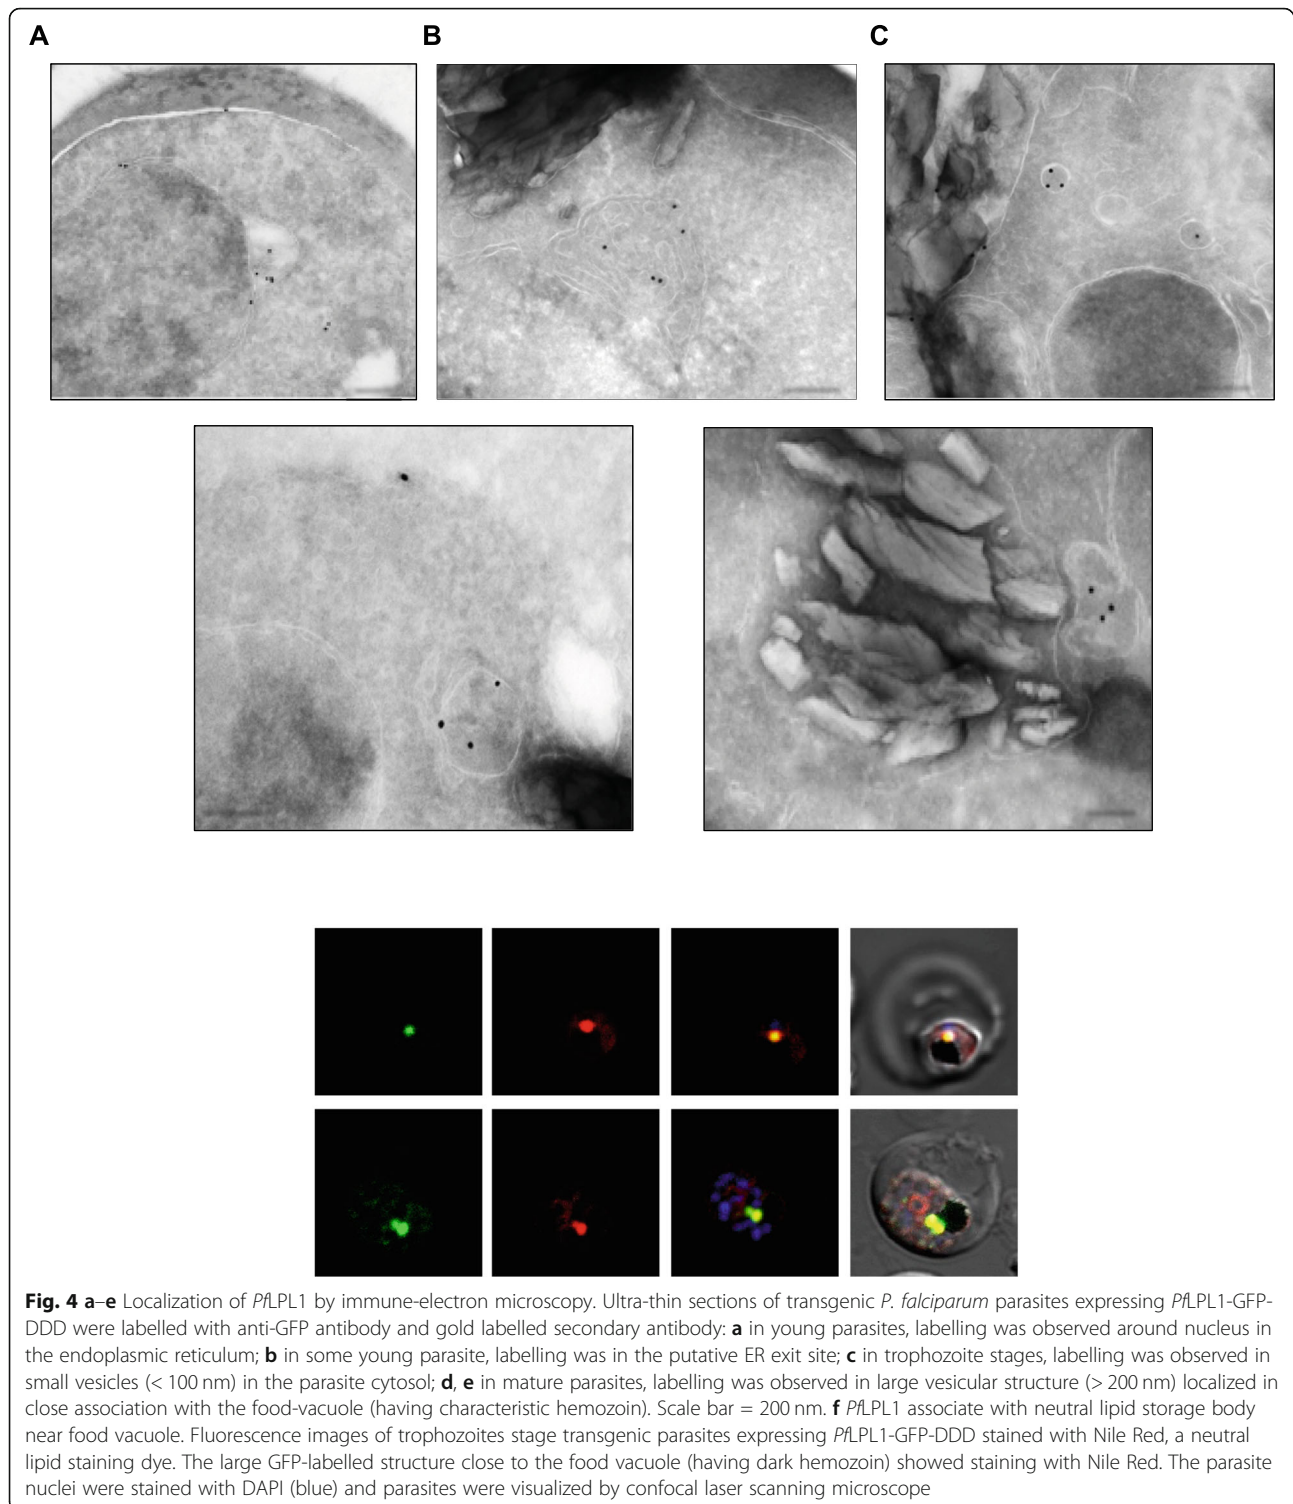 A
B
C
Fig. 4 a–e Localization of PfLPL1 by immune-electron microscopy. Ultra-thin sections of transgenic P. falciparum parasites expressing PfLPL1-GFP-
DDD were labelled with anti-GFP antibody and gold labelled secondary antibody: a in young parasites, labelling was observed around nucleus in
the endoplasmic reticulum; b in some young parasite, labelling was in the putative ER exit site; c in trophozoite stages, labelling was observed in
small vesicles (< 100 nm) in the parasite cytosol; d, e in mature parasites, labelling was observed in large vesicular structure (> 200 nm) localized in
close association with the food-vacuole (having characteristic hemozoin). Scale bar = 200 nm. f PfLPL1 associate with neutral lipid storage body
near food vacuole. Fluorescence images of trophozoites stage transgenic parasites expressing PfLPL1-GFP-DDD stained with Nile Red, a neutral
lipid staining dye. The large GFP-labelled structure close to the food vacuole (having dark hemozoin) showed staining with Nile Red. The parasite
nuclei were stained with DAPI (blue) and parasites were visualized by confocal laser scanning microscope